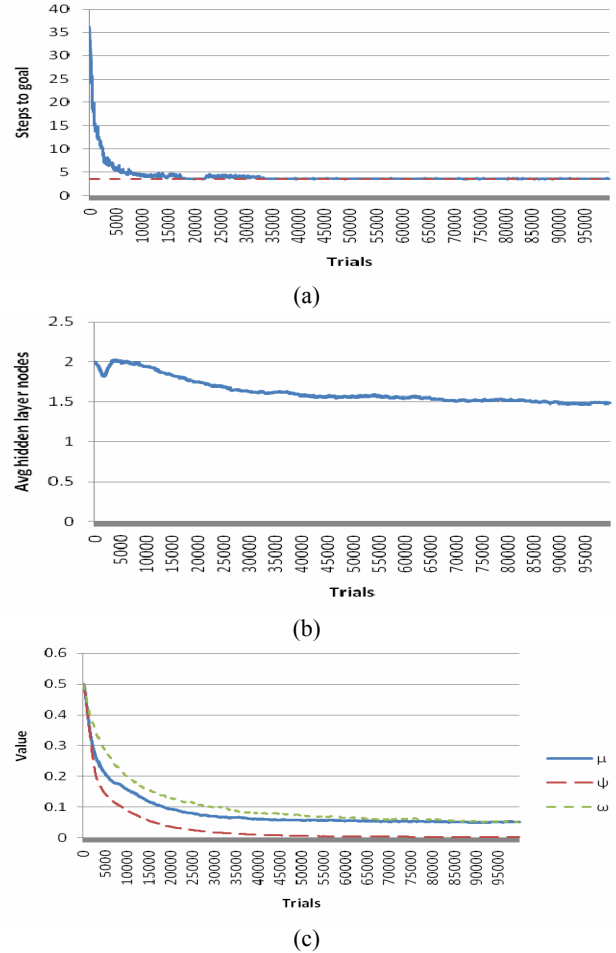 40
35
30
25
20
15
10
5
0
Steps to goal
0 5000 10000 15000 20000 25000 30000 35000 40000 45000 50000 55000 60000 65000 70000 75000 80000 85000 90000 95000
Trials
(a)
2.5
2
1.5
1
0.5
0
Avg hidden layer nodes
0 5000 10000 15000 20000 25000 30000 35000 40000 45000 50000 55000 60000 65000 70000 75000 80000 85000 90000 95000
Trials
(b)
0.6
0.5
0.4
0.3
0.2
0.1
0
Value
μ
ψ
ω
0 5000 10000 15000 20000 25000 30000 35000 40000 45000 50000 55000 60000 65000 70000 75000 80000 85000 90000 95000
Trials
(c)